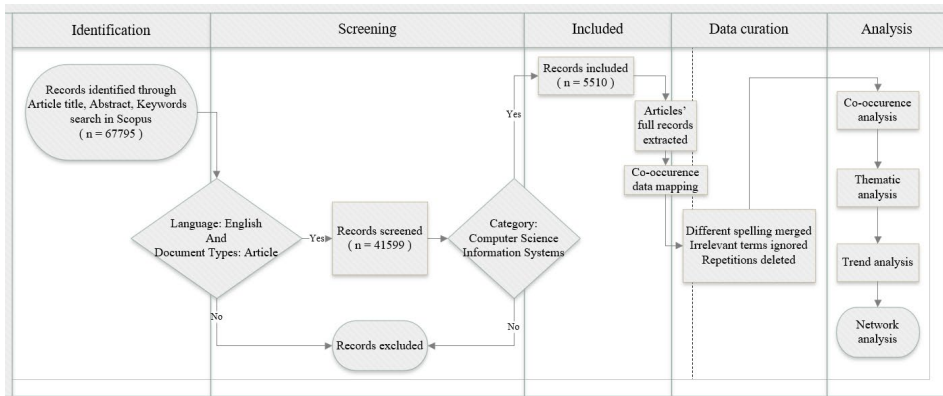 Identification
Screening
Included
Data curation
Analysis
Records identified through
Article title, Abstract, Keywords
search in Scopus
( n = 67795 )
Language: English
And
Document Types: Article
Yes
No
Records screened
( n = 41599 )
Category:
Computer Science
Information Systems
Yes
No
Records excluded
Records included
( n = 5510 )
Articles'
full records
extracted
Co-occurence
data mapping
Different spelling merged
Irrelevant terms ignored
Repetitions deleted
Co-occurence
analysis
Thematic
analysis
Trend analysis
Network
analysis